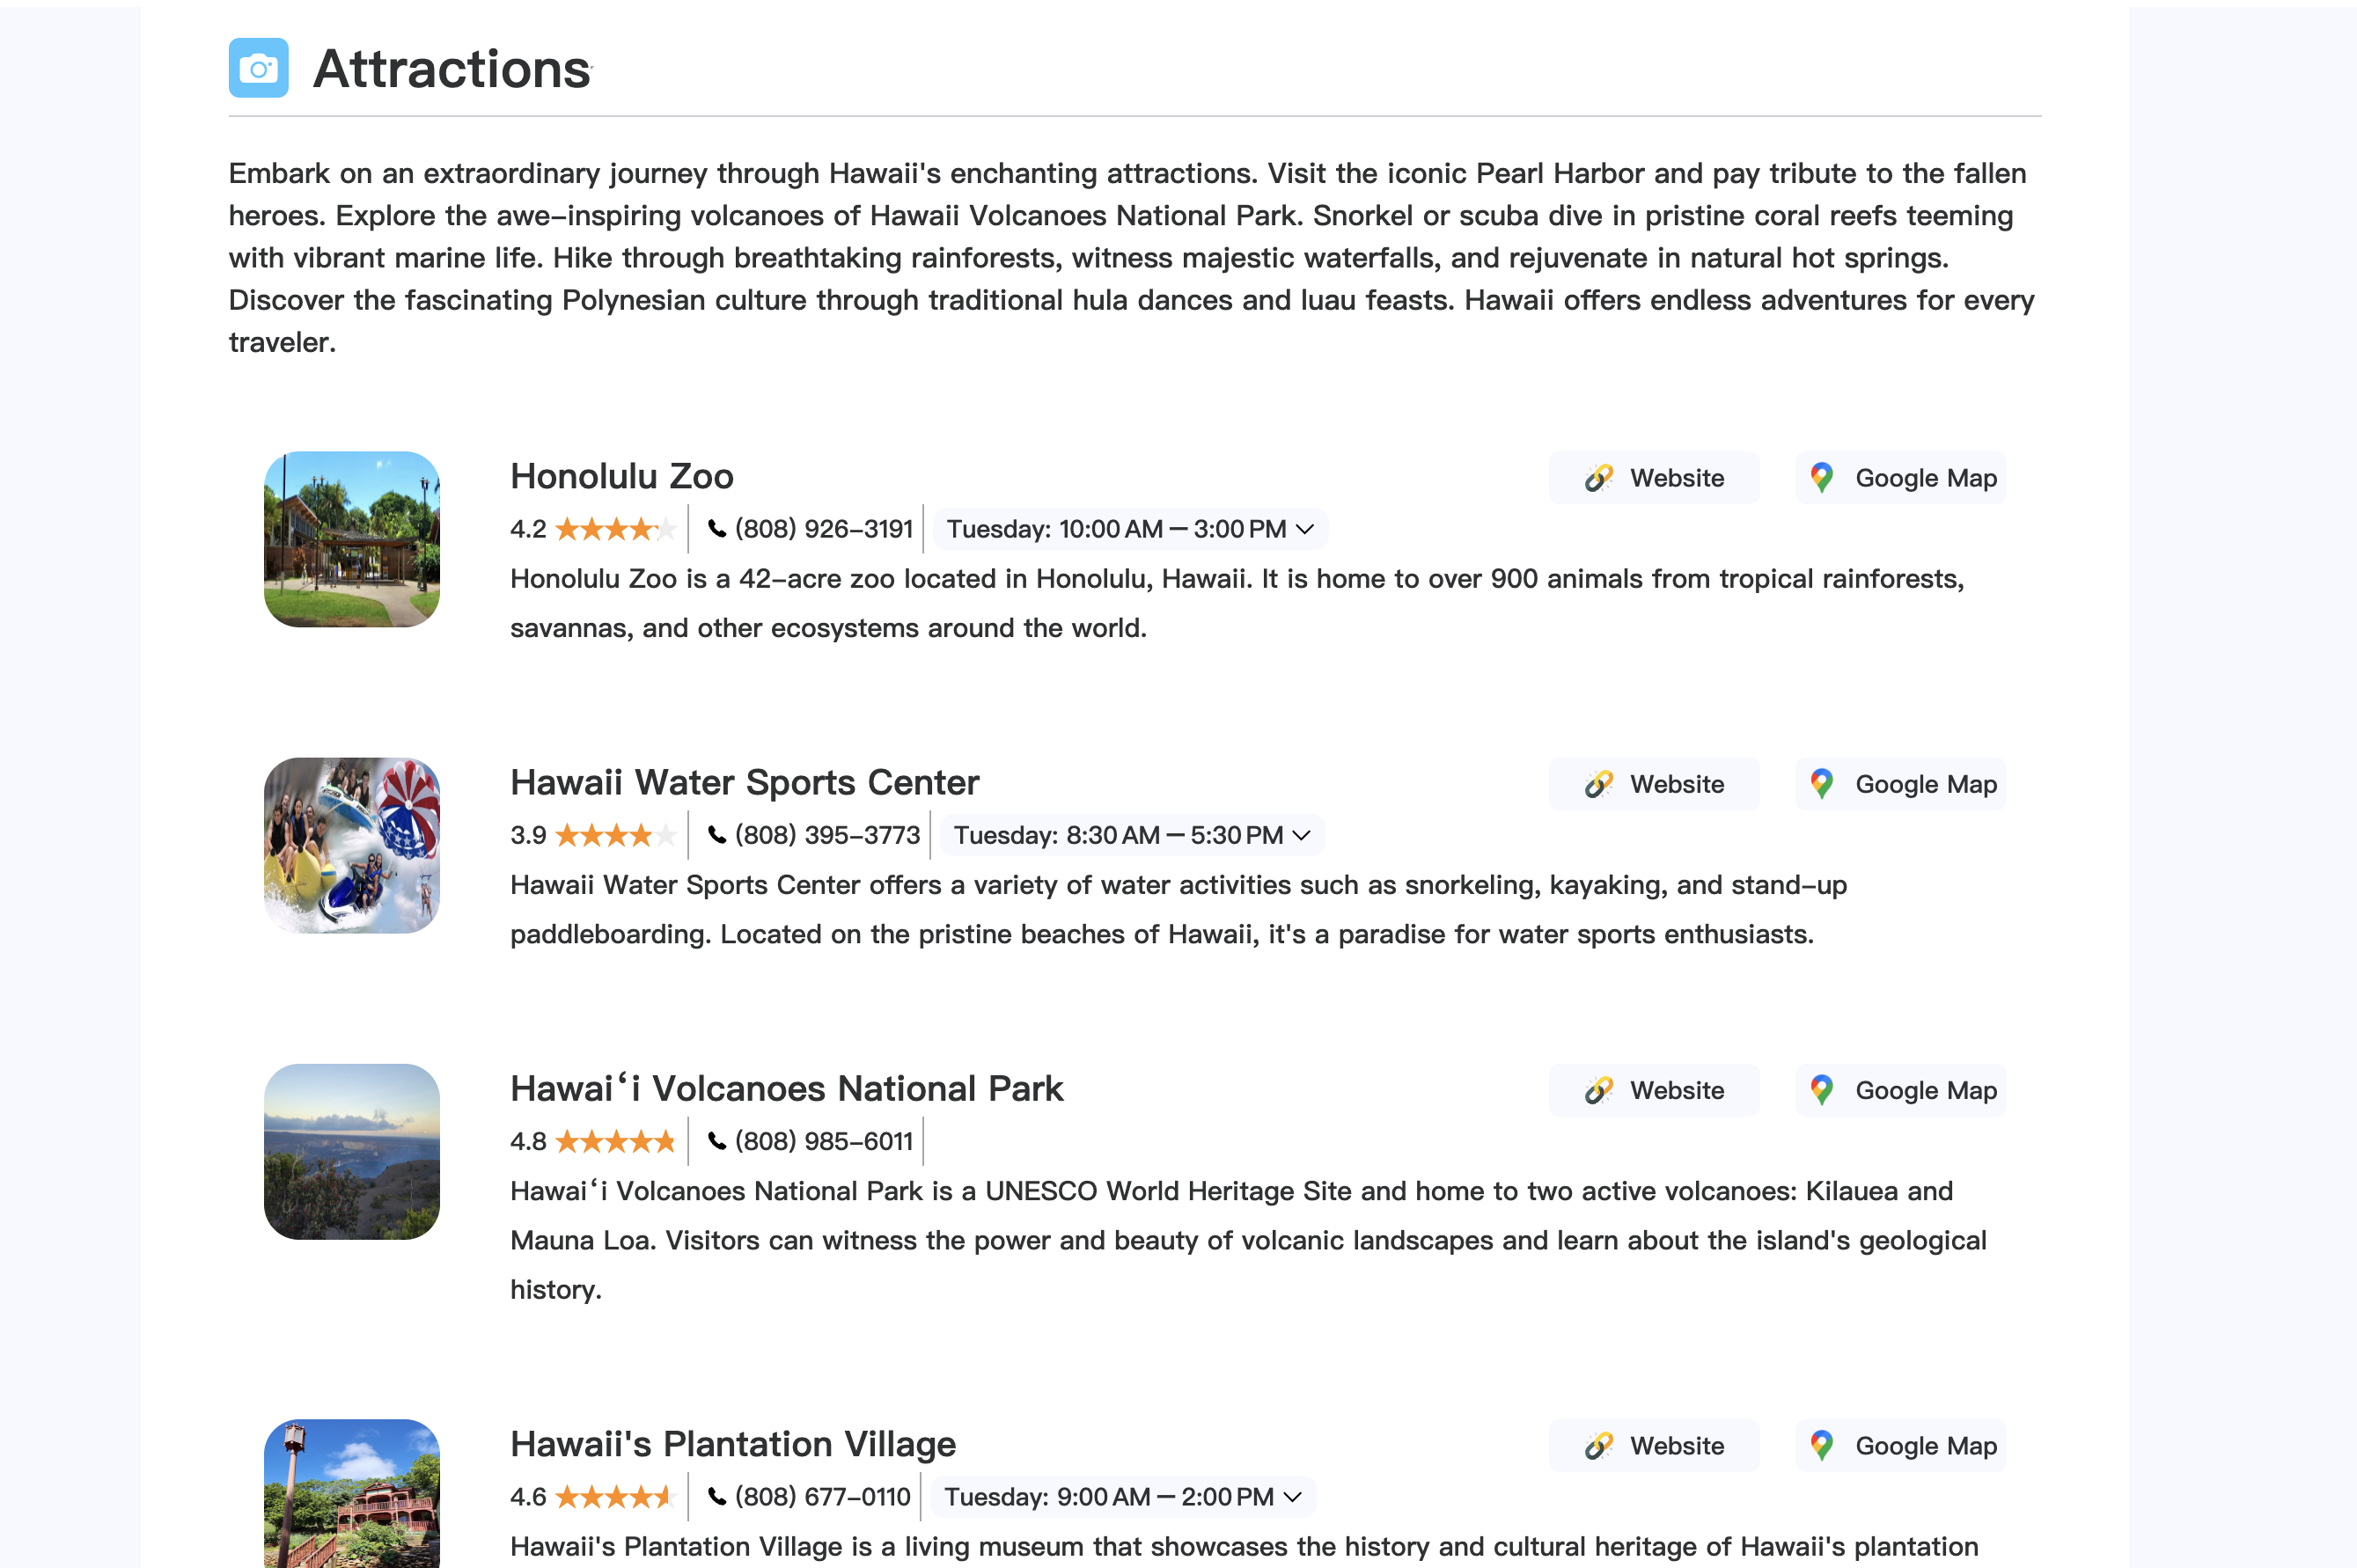 Attractions
Embark on an extraordinary journey through Hawaii's enchanting attractions. Visit the iconic Pearl Harbor and pay tribute to the fallen
heroes. Explore the awe-inspiring volcanoes of Hawaii Volcanoes National Park. Snorkel or scuba dive in pristine coral reefs teeming
with vibrant marine life. Hike through breathtaking rainforests, witness majestic waterfalls, and rejuvenate in natural hot springs.
Discover the fascinating Polynesian culture through traditional hula dances and luau feasts. Hawaii offers endless adventures for every
traveler.
Honolulu Zoo
Website
Google Map
4.2 (808) 926-3191 Tuesday: 10:00 AM – 3:00 PM
Honolulu Zoo is a 42-acre zoo located in Honolulu, Hawaii. It is home to over 900 animals from tropical rainforests,
savannas, and other ecosystems around the world.
Hawaii Water Sports Center
Website
Google Map
3.9 (808) 395-3773 Tuesday: 8:30 AM – 5:30 PM
Hawaii Water Sports Center offers a variety of water activities such as snorkeling, kayaking, and stand-up
paddleboarding. Located on the pristine beaches of Hawaii, it's a paradise for water sports enthusiasts.
Hawaiʻi Volcanoes National Park
Website
Google Map
4.8 (808) 985-6011
Hawaiʻi Volcanoes National Park is a UNESCO World Heritage Site and home to two active volcanoes: Kilauea and
Mauna Loa. Visitors can witness the power and beauty of volcanic landscapes and learn about the island's geological
history.
Hawaii's Plantation Village
Website
Google Map
4.6 (808) 677-0110 Tuesday: 9:00 AM – 2:00 PM
Hawaii's Plantation Village is a living museum that showcases the history and cultural heritage of Hawaii's plantation